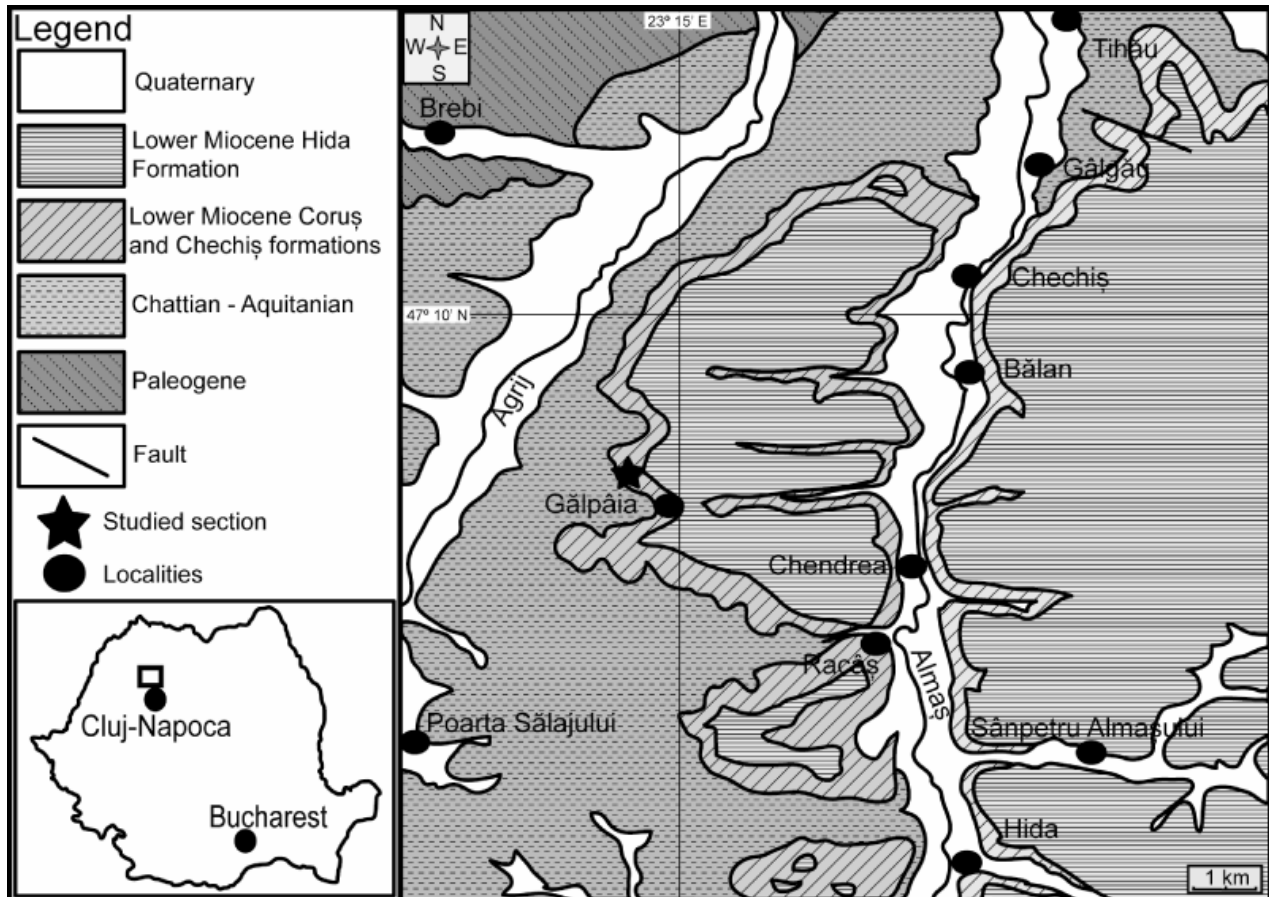 Legend
Quaternary
Lower Miocene Hida
Formation
Lower Miocene Coruș
and Chechiș formations
Chattian - Aquitanian
Paleogene
Fault
Studied section
Localities
Cluj-Napoca
Bucharest
N
W E
S
23º 15' E
Tihău
Brebi
Gâlgău
Chechiș
47º 10' N
Bălan
Agrij
Gălpâia
Chendrea
Racâș
Almaș
Poarta Sălajului
Sânpetru Almașului
Hida
1 km